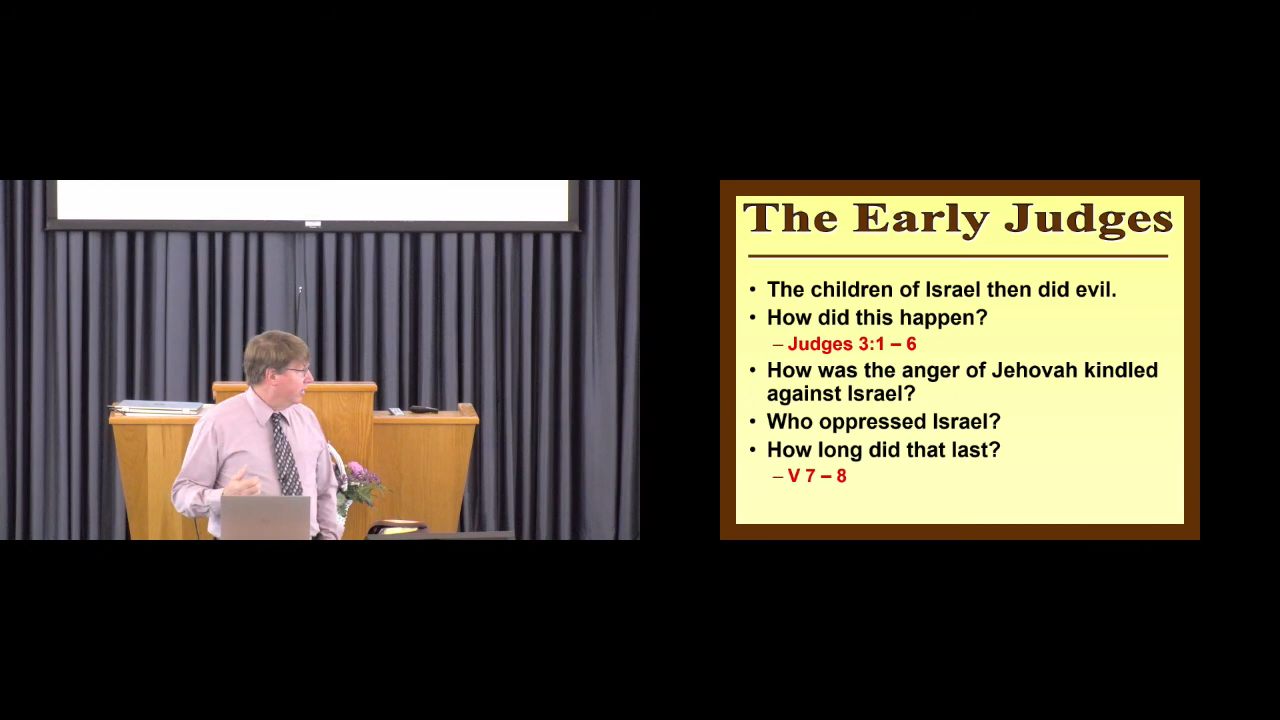 The Early Judges
• The children of Israel then did evil.
• How did this happen?
– Judges 3:1 – 6
• How was the anger of Jehovah kindled
against Israel?
• Who oppressed Israel?
• How long did that last?
– V 7 – 8